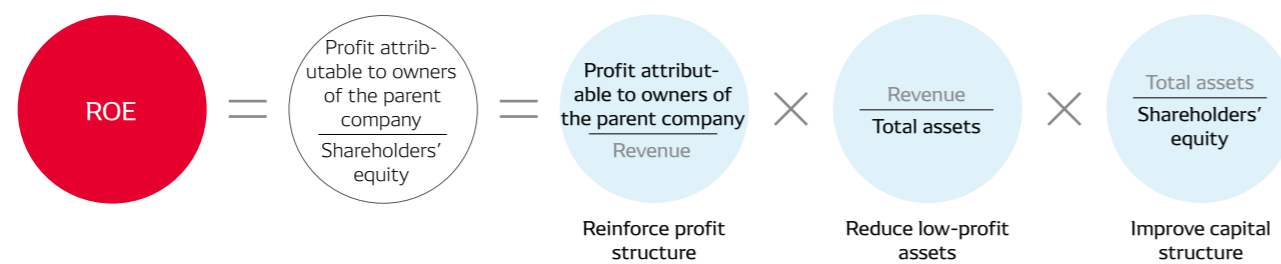 ROE
=
Profit attrib-
utable to owners
of the parent
company
Shareholders’
equity
=
Profit attribut-
able to owners of
the parent company
Revenue
×
Revenue
Total assets
×
Total assets
Shareholders’
equity
Reinforce profit
structure
Reduce low-profit
assets
Improve capital
structure